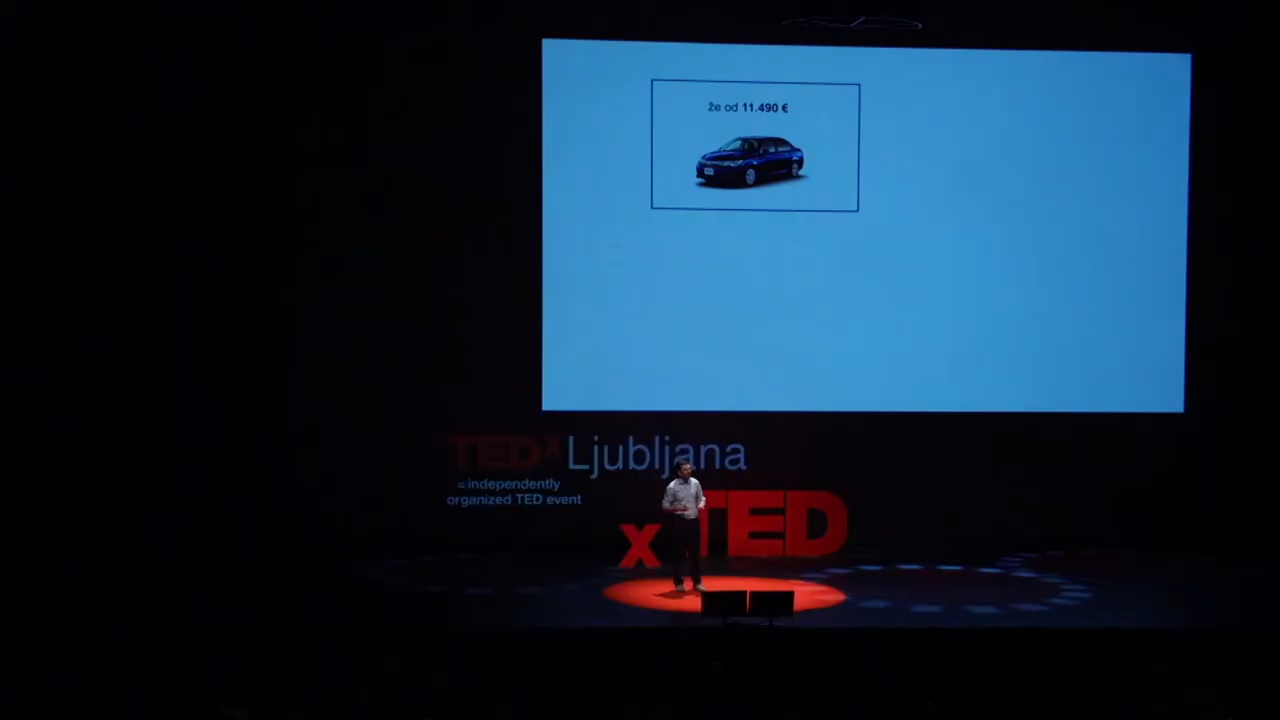 že od 11.490 €
TEDxLjubljana
= independently
organized TED event
x TED